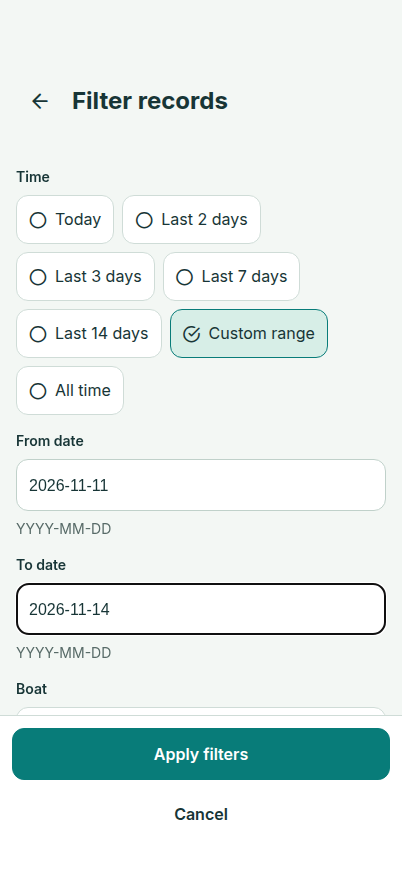 Filter records
Time
Today
Last 2 days
Last 3 days
Last 7 days
Last 14 days
Custom range
All time
From date
2026-11-11
YYYY-MM-DD
To date
2026-11-14
YYYY-MM-DD
Boat
Apply filters
Cancel